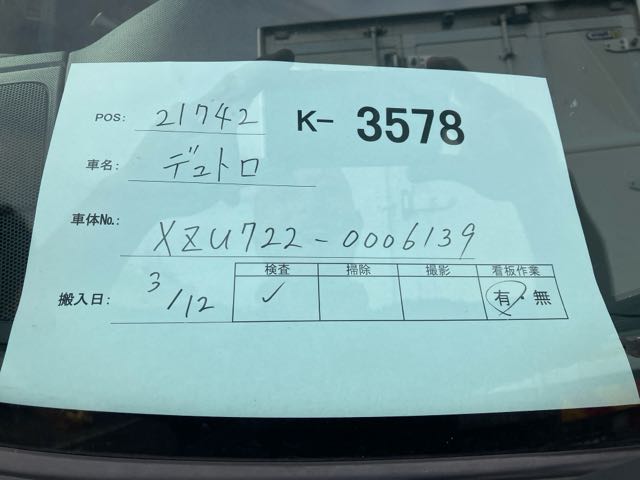 POS: 21742 K- 3578
車名: デュトロ
車体No.: XZU722-0006139
検査 掃除 撮影 看板作業
搬入日: 3/12 ✓ 有・無